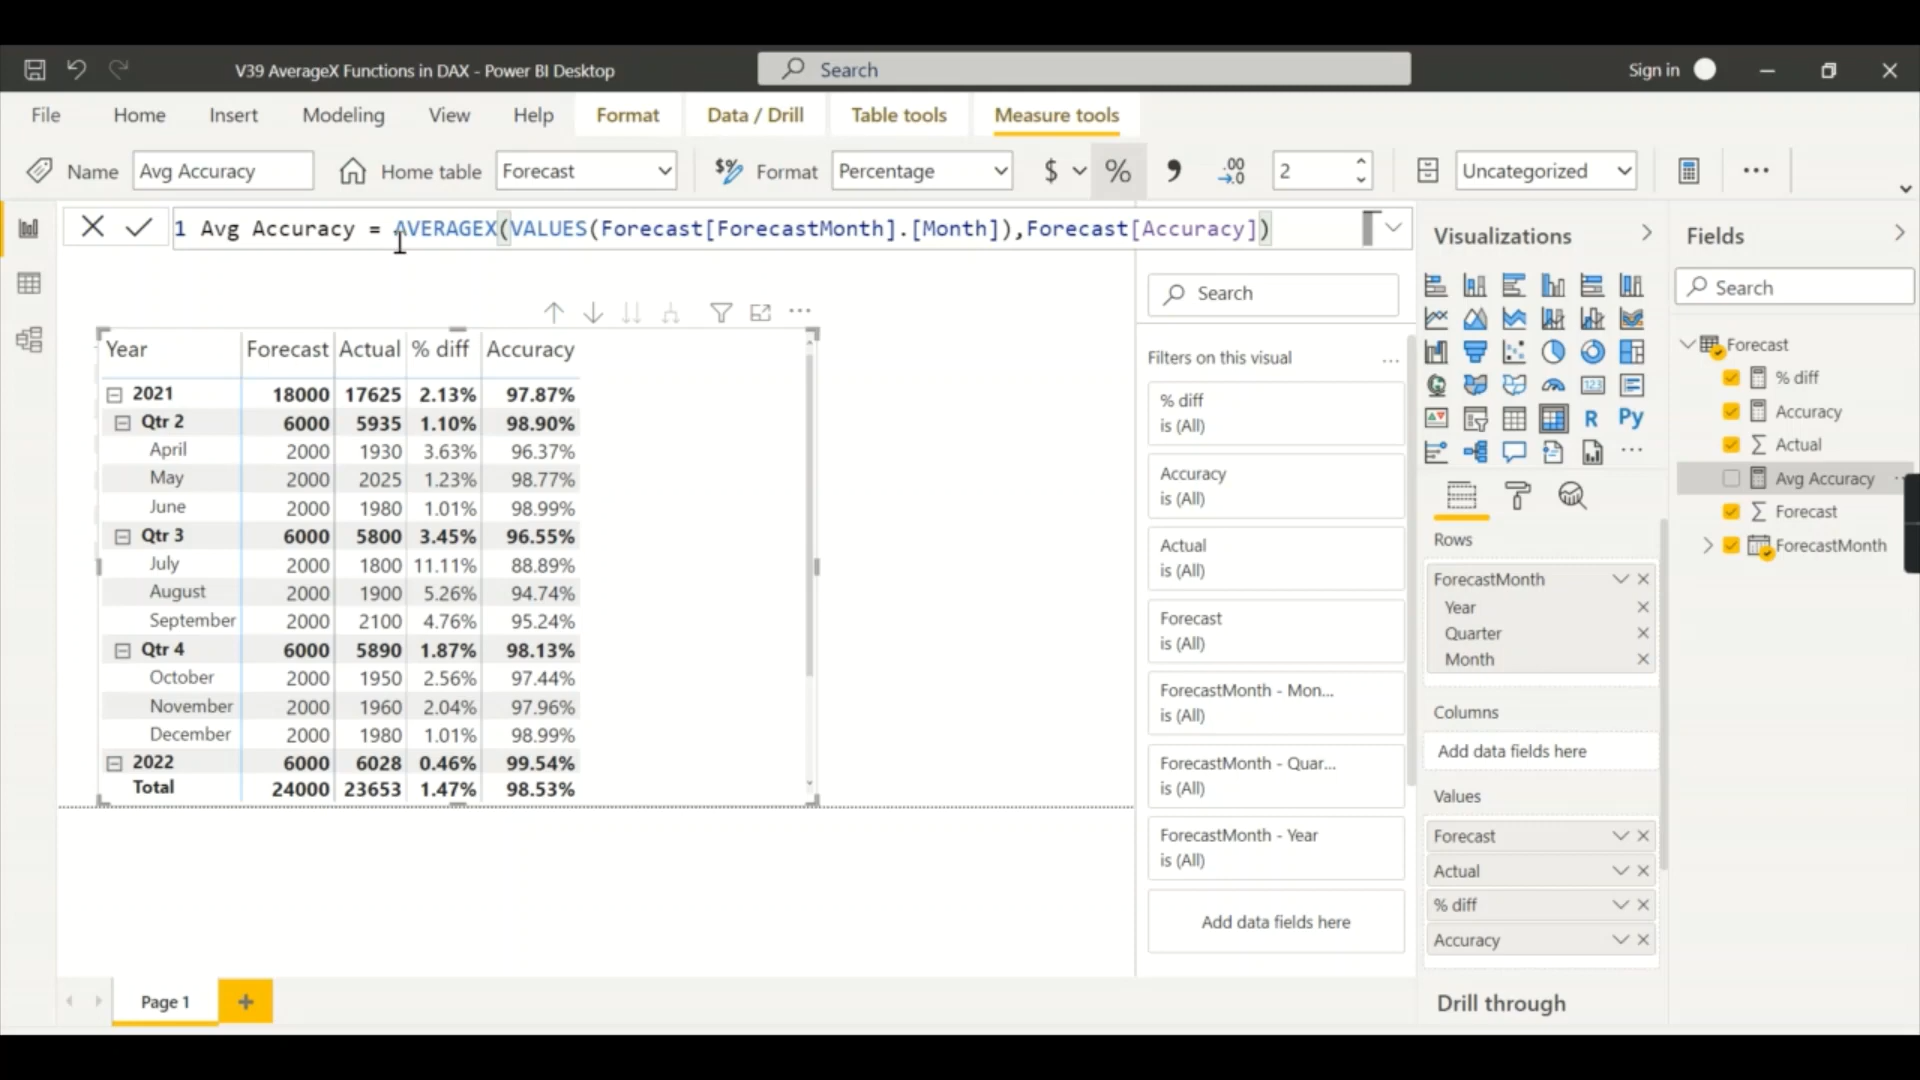 V39 AverageX Functions in DAX - Power BI Desktop
Search
Sign in
File
Home
Insert
Modeling
View
Help
Format
Data / Drill
Table tools
Measure tools
Name
Avg Accuracy
Home table
Forecast
Format
Percentage
$
%
,
.00
.0
2
Uncategorized
1 Avg Accuracy = AVERAGEX(VALUES(Forecast[ForecastMonth].[Month]),Forecast[Accuracy])
Year Forecast Actual % diff Accuracy
2021 18000 17625 2.13% 97.87%
Qtr 2 6000 5935 1.10% 98.90%
April 2000 1930 3.63% 96.37%
May 2000 2025 1.23% 98.77%
June 2000 1980 1.01% 98.99%
Qtr 3 6000 5800 3.45% 96.55%
July 2000 1800 11.11% 88.89%
August 2000 1900 5.26% 94.74%
September 2000 2100 4.76% 95.24%
Qtr 4 6000 5890 1.87% 98.13%
October 2000 1950 2.56% 97.44%
November 2000 1960 2.04% 97.96%
December 2000 1980 1.01% 98.99%
2022 6000 6028 0.46% 99.54%
Total 24000 23653 1.47% 98.53%
Page 1
Search
Filters on this visual
% diff
is (All)
Accuracy
is (All)
Actual
is (All)
Forecast
is (All)
ForecastMonth - Mon...
is (All)
ForecastMonth - Quar...
is (All)
ForecastMonth - Year
is (All)
Add data fields here
Visualizations
123
R
Py
Rows
ForecastMonth
Year
Quarter
Month
Columns
Add data fields here
Values
Forecast
Actual
% diff
Accuracy
Drill through
Fields
Search
Forecast
% diff
Accuracy
Actual
Avg Accuracy
Forecast
ForecastMonth